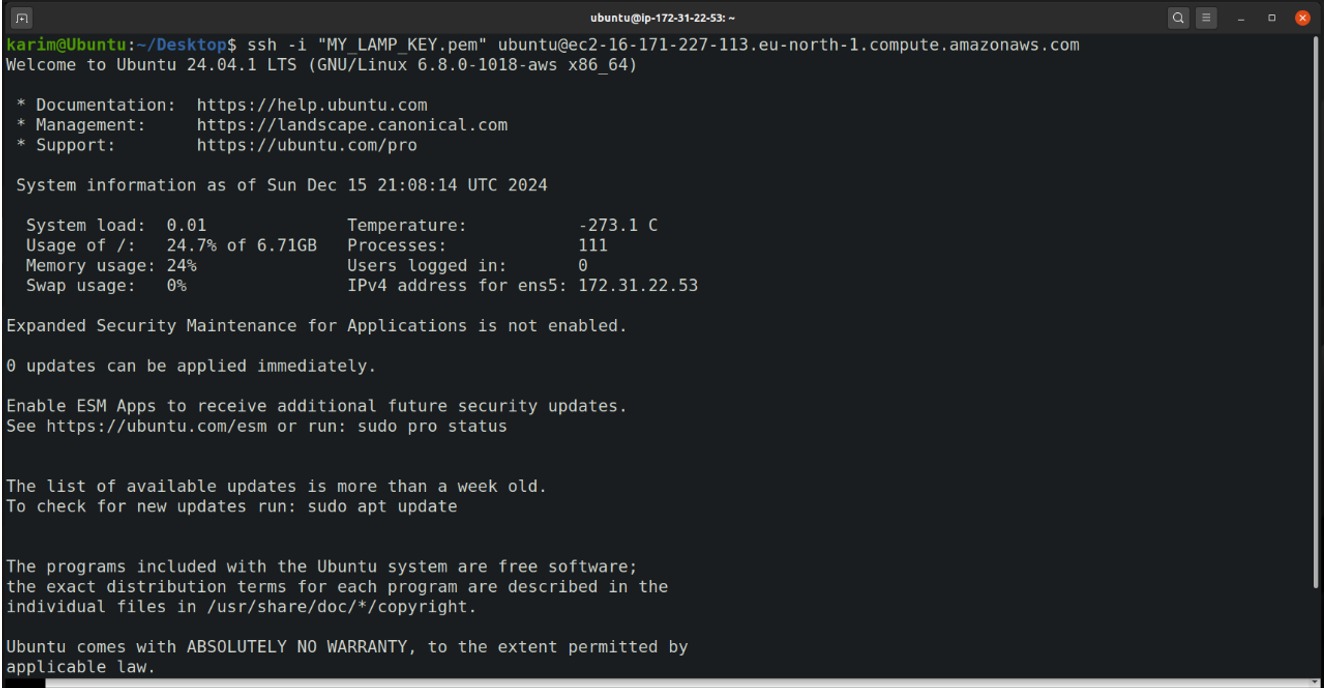 ubuntu@ip-172-31-22-53: ~
karim@Ubuntu:~/Desktop$ ssh -i "MY_LAMP_KEY.pem" ubuntu@ec2-16-171-227-113.eu-north-1.compute.amazonaws.com
Welcome to Ubuntu 24.04.1 LTS (GNU/Linux 6.8.0-1018-aws x86_64)
* Documentation:  https://help.ubuntu.com
* Management:     https://landscape.canonical.com
* Support:        https://ubuntu.com/pro
System information as of Sun Dec 15 21:08:14 UTC 2024
System load:  0.01              Temperature:           -273.1 C
Usage of /:   24.7% of 6.71GB   Processes:             111
Memory usage: 24%               Users logged in:       0
Swap usage:   0%                IPv4 address for ens5: 172.31.22.53
Expanded Security Maintenance for Applications is not enabled.
0 updates can be applied immediately.
Enable ESM Apps to receive additional future security updates.
See https://ubuntu.com/esm or run: sudo pro status
The list of available updates is more than a week old.
To check for new updates run: sudo apt update
The programs included with the Ubuntu system are free software;
the exact distribution terms for each program are described in the
individual files in /usr/share/doc/*/copyright.
Ubuntu comes with ABSOLUTELY NO WARRANTY, to the extent permitted by
applicable law.